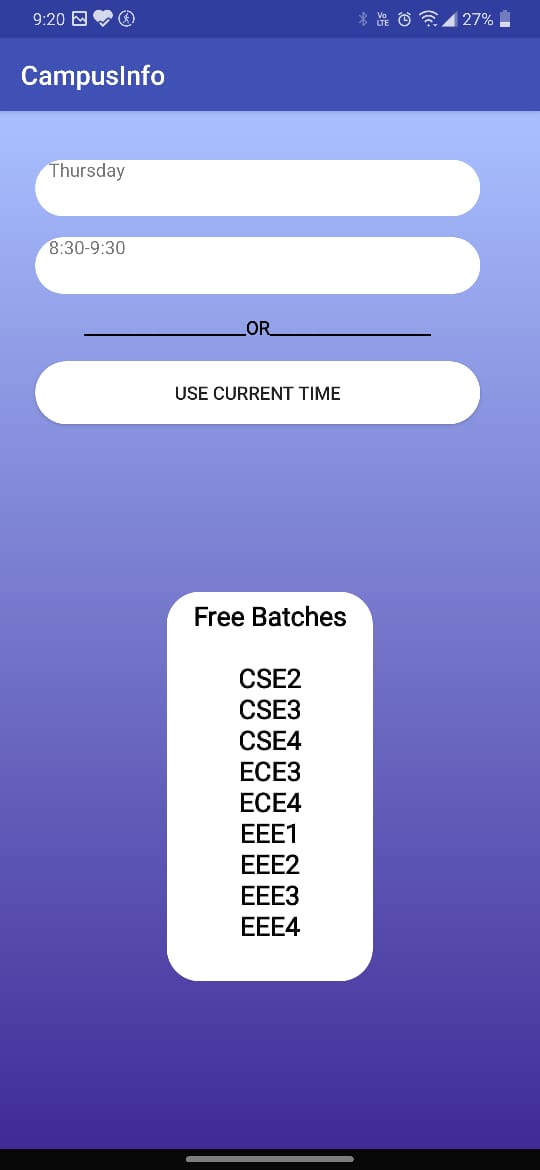 9:20 Vo LTE 27%
CampusInfo
Thursday
8:30-9:30
OR
USE CURRENT TIME
Free Batches
CSE2
CSE3
CSE4
ECE3
ECE4
EEE1
EEE2
EEE3
EEE4